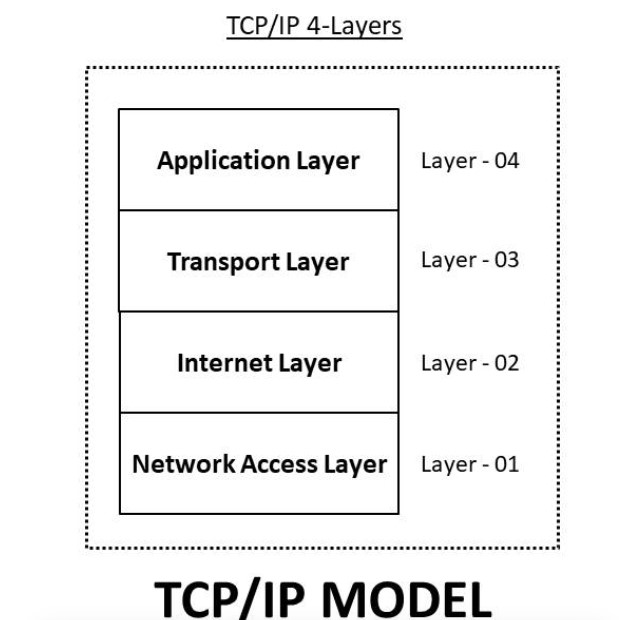 TCP/IP 4-Layers
Application Layer Layer - 04
Transport Layer Layer - 03
Internet Layer Layer - 02
Network Access Layer Layer - 01
TCP/IP MODEL